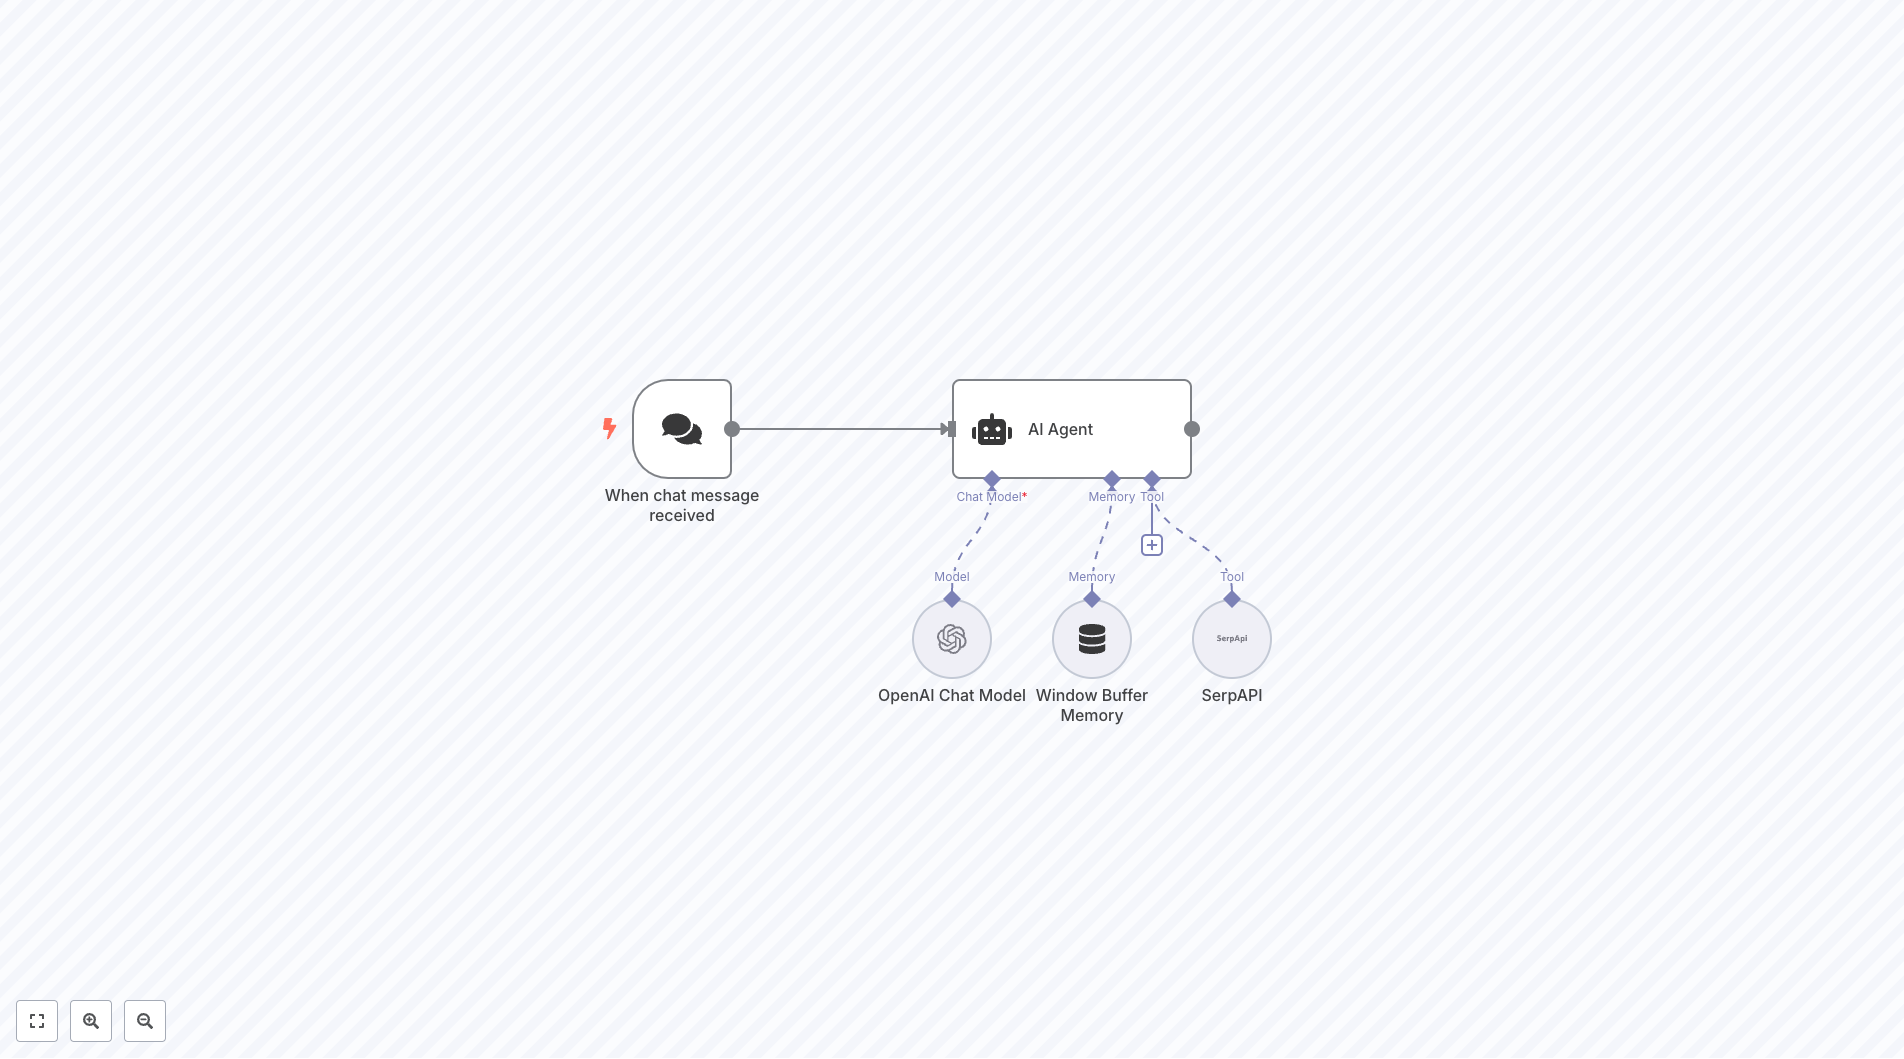 AI Agent
When chat message
received
Chat Model*
Memory
Tool
Model
Memory
Tool
SerpApi
OpenAI Chat Model
Window Buffer
Memory
SerpAPI